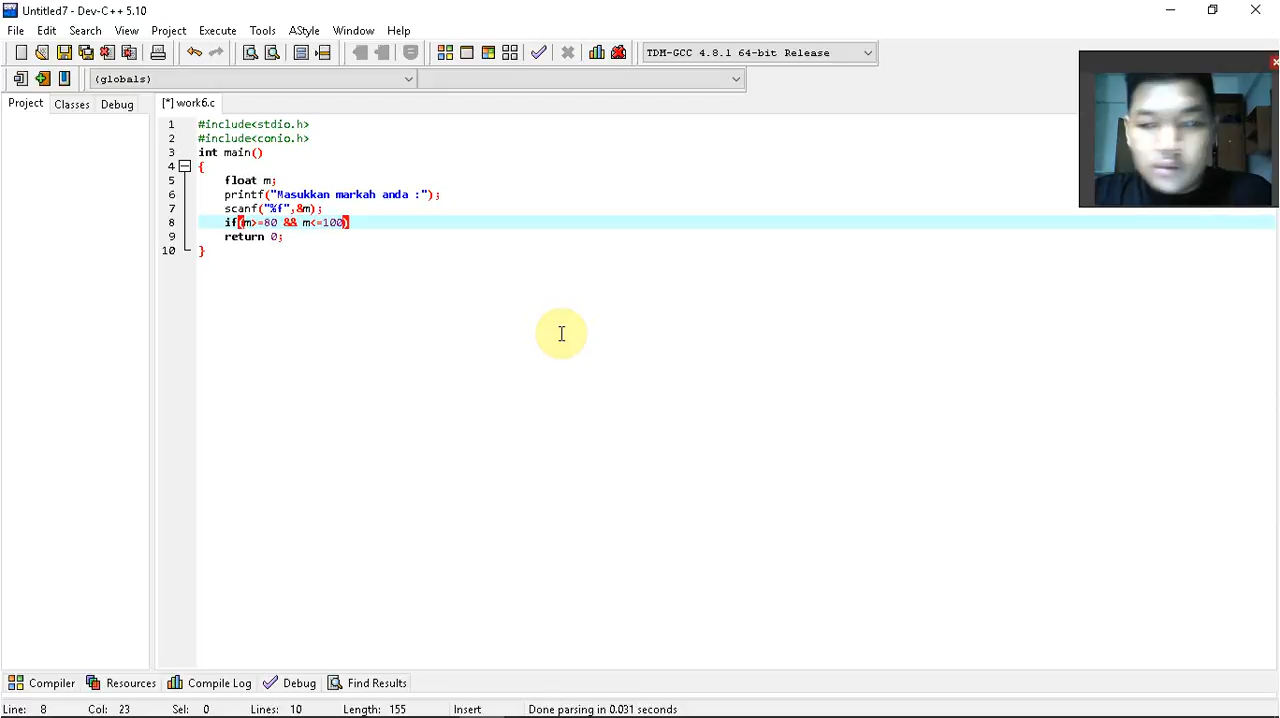 Untitled7 - Dev-C++ 5.10
File Edit Search View Project Execute Tools AStyle Window Help
TDM-GCC 4.8.1 64-bit Release
(globals)
Project Classes Debug [*] work6.c
1 #include<stdio.h>
2 #include<conio.h>
3 int main()
4 {
5 float m;
6 printf("Masukkan markah anda :");
7 scanf("%f",&m);
8 if(m>=80 && m<=100)
9 return 0;
10 }
Compiler Resources Compile Log Debug Find Results
Line: 8 Col: 23 Sel: 0 Lines: 10 Length: 155 Insert Done parsing in 0.031 seconds